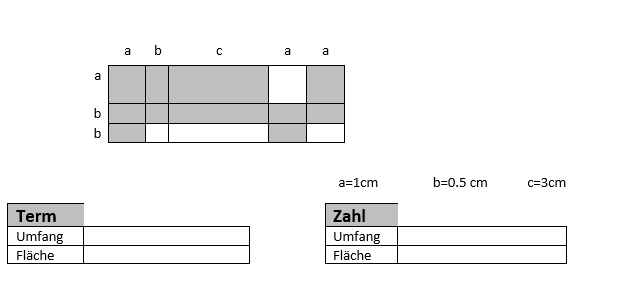 a b c a a
a
b
b
a=1cm b=0.5 cm c=3cm
Term Zahl
Umfang Umfang
Fläche Fläche